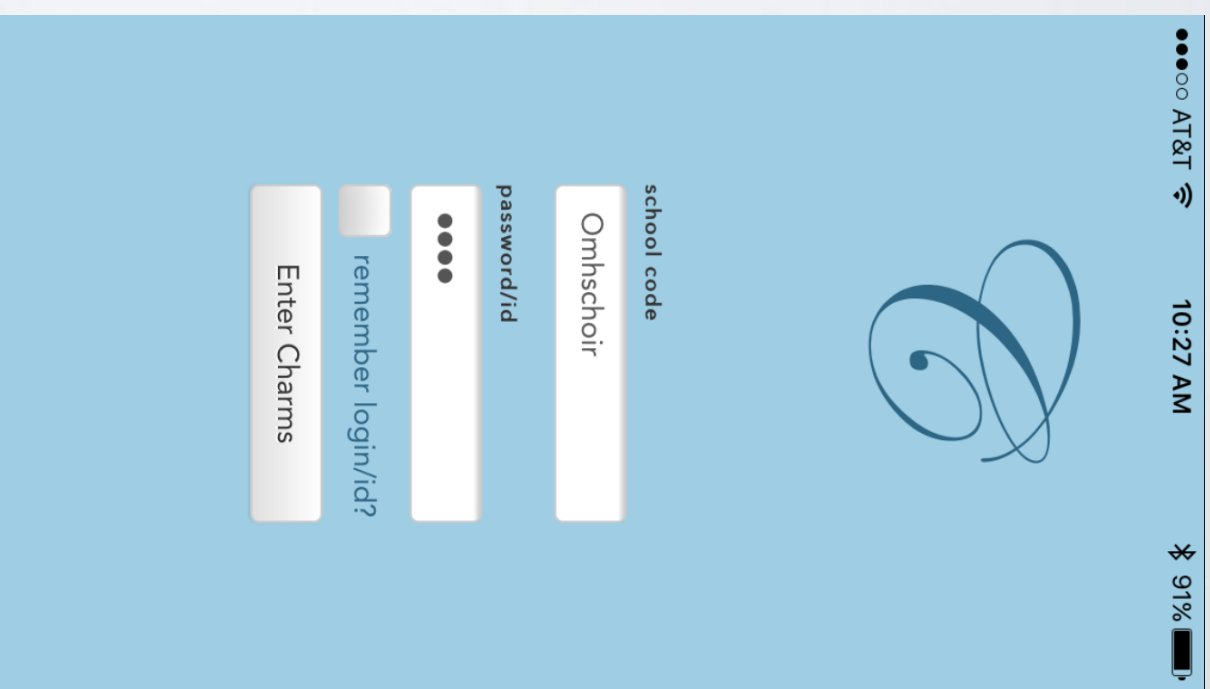 AT&T 10:27 AM 91%
school code
Omhschoir
password/id
••••
remember login/id?
Enter Charms